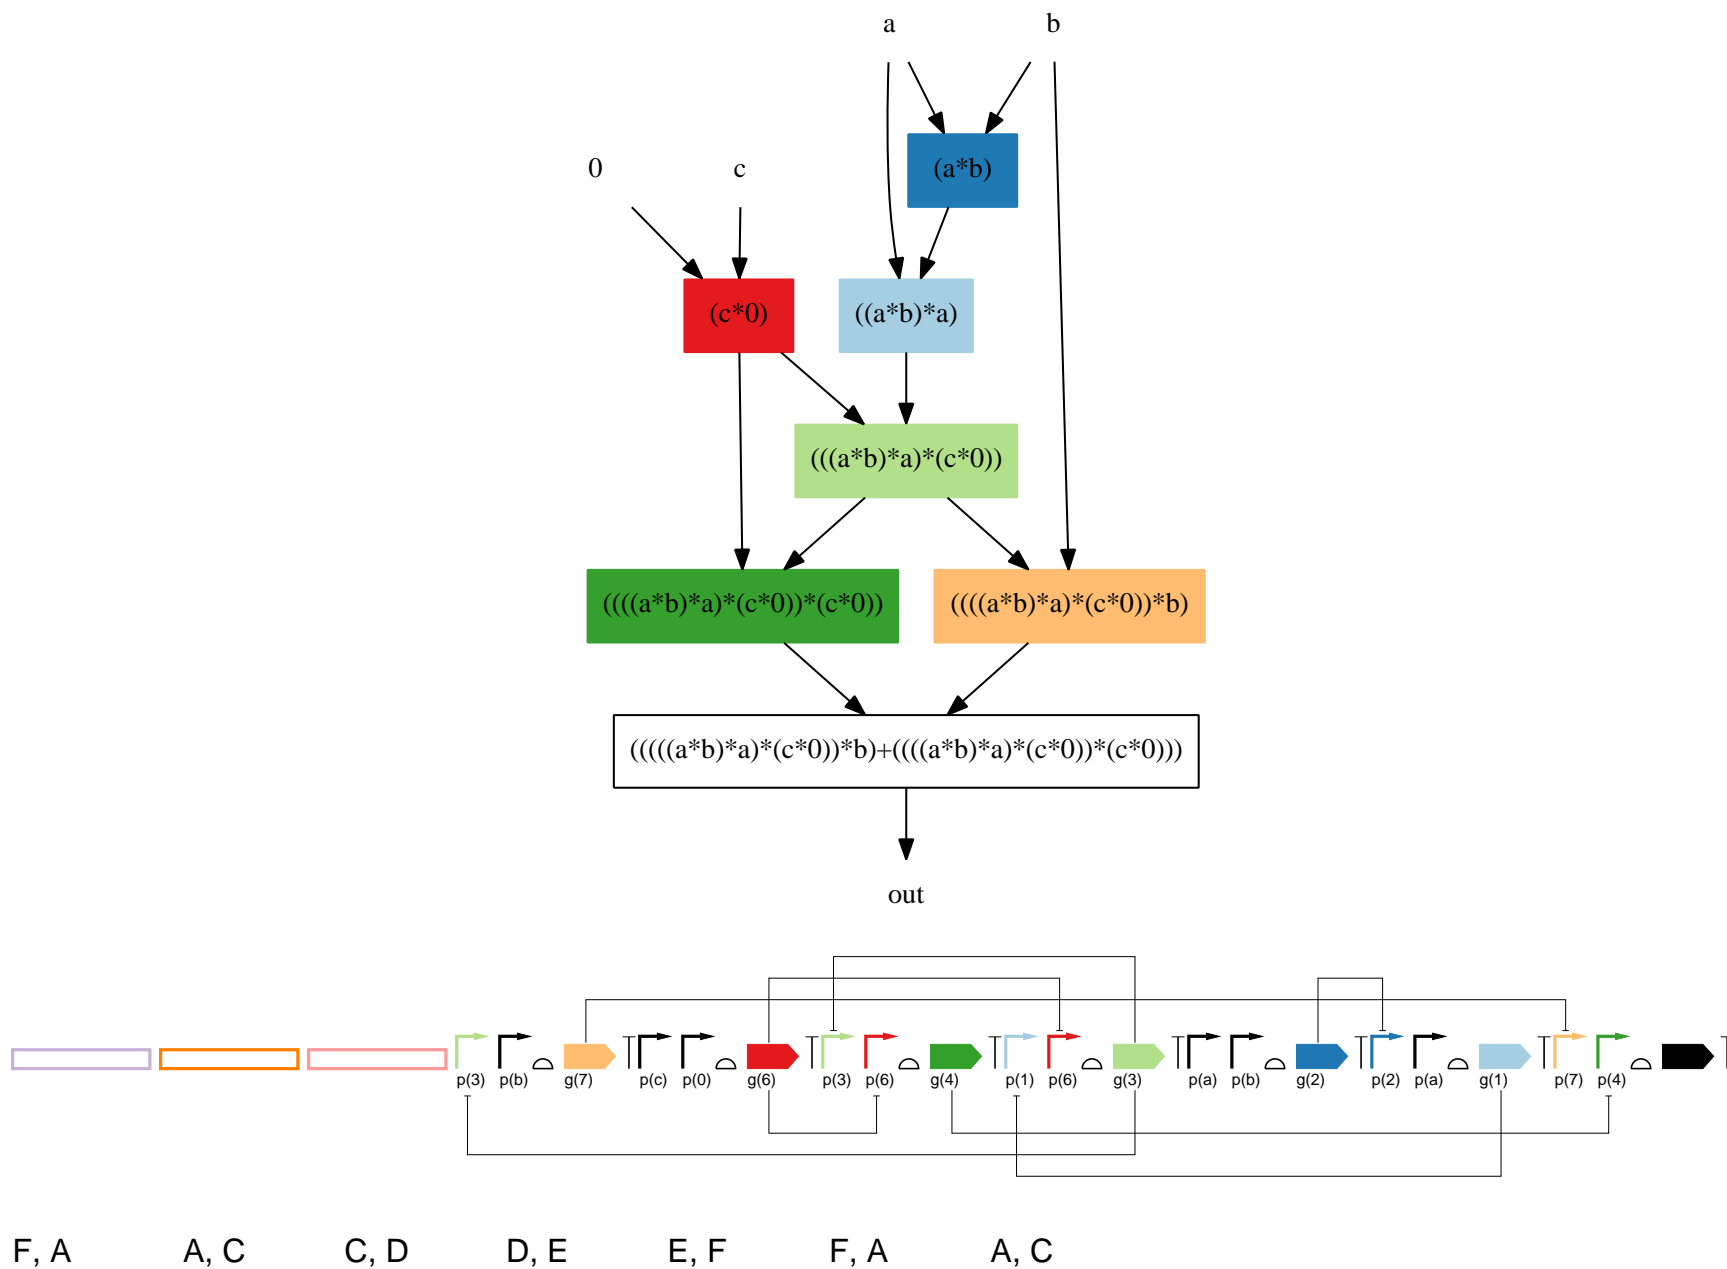 a b
0 c (a*b)
(c*0) ((a*b)*a)
(((a*b)*a)*(c*0))
((((a*b)*a)*(c*0))*(c*0)) ((((a*b)*a)*(c*0))*b)
(((((a*b)*a)*(c*0))*b)+((((a*b)*a)*(c*0))*(c*0)))
out
p(3) p(b) g(7) p(c) p(0) g(6) p(3) p(6) g(4) p(1) p(6) g(3) p(a) p(b) g(2) p(2) p(a) g(1) p(7) p(4)
F, A A, C C, D D, E E, F F, A A, C